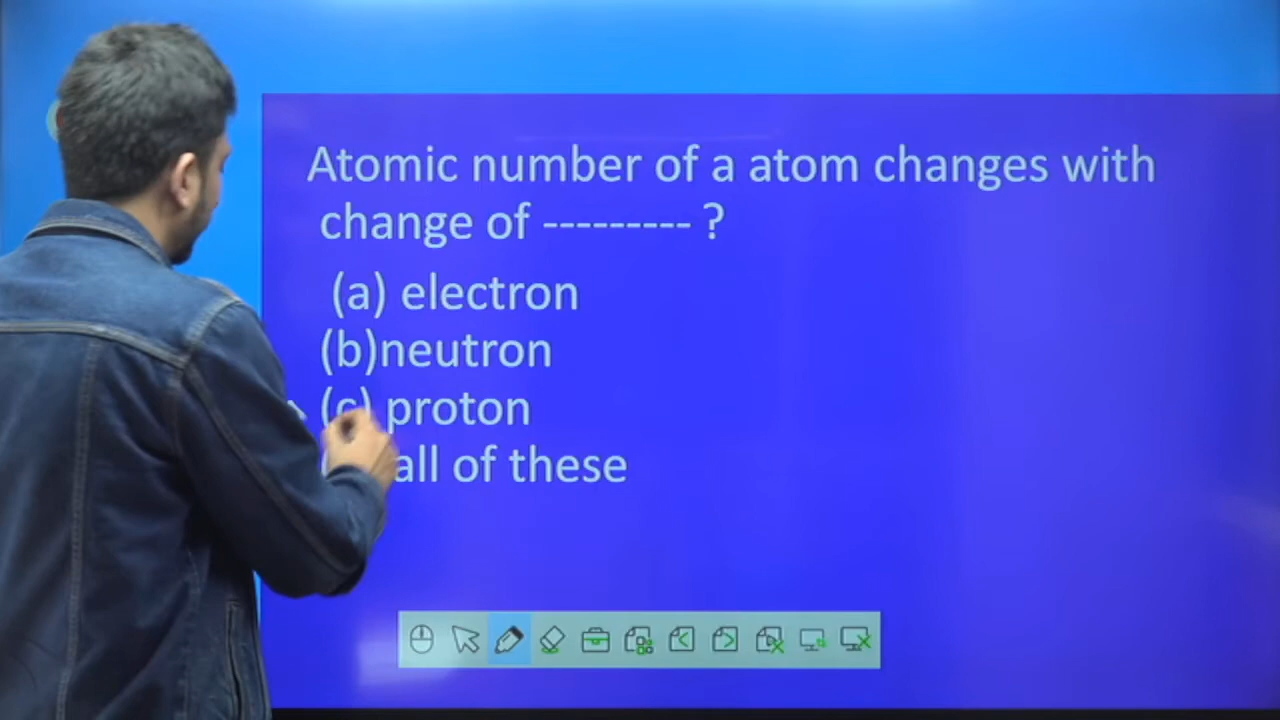 Atomic number of a atom changes with
change of --------- ?
(a) electron
(b)neutron
(c) proton
all of these